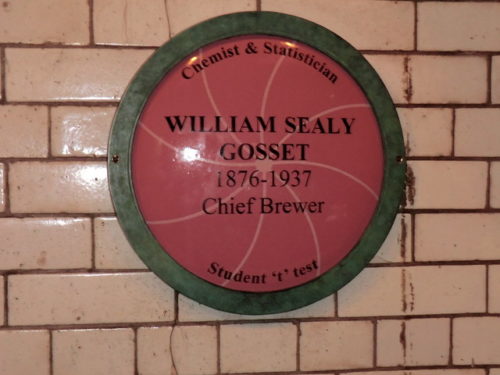 Chemist & Statistician
WILLIAM SEALY
GOSSET
1876-1937
Chief Brewer
Student 't' test